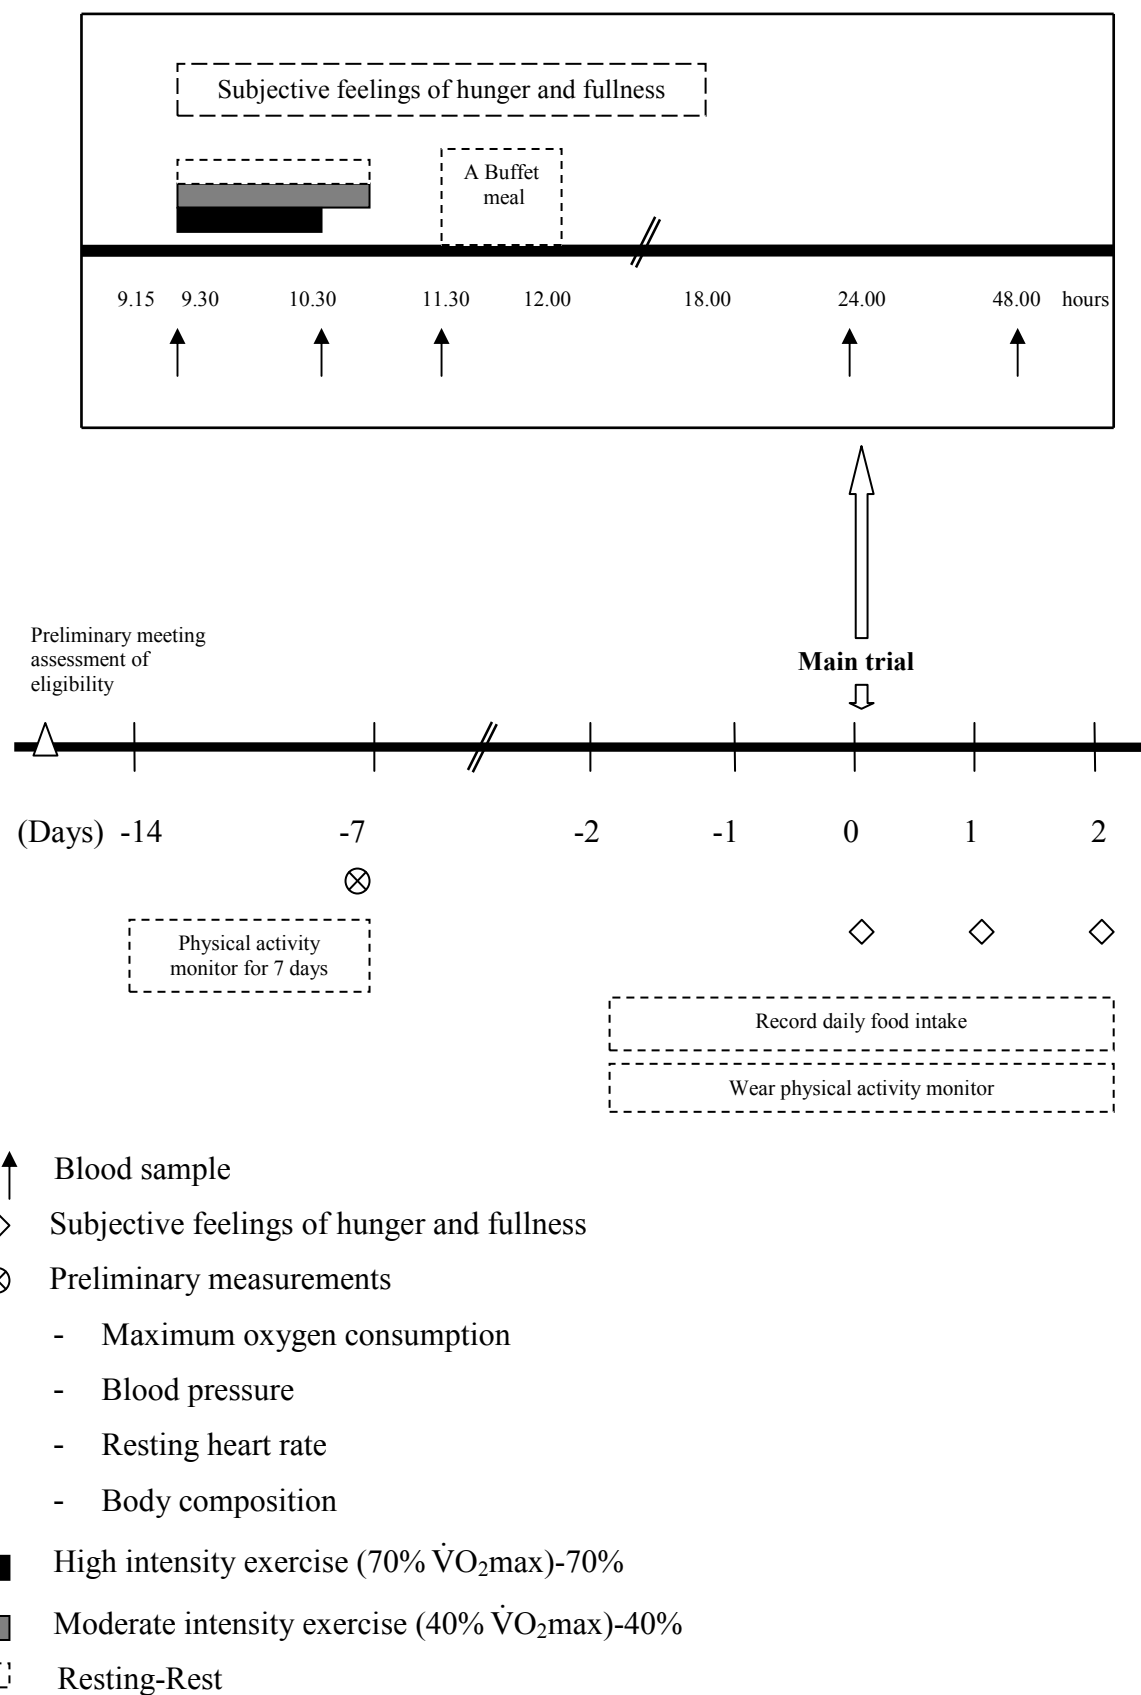 Subjective feelings of hunger and fullness
A Buffet
meal
9.15 9.30 10.30 11.30 12.00 18.00 24.00 48.00 hours
Preliminary meeting
assessment of
eligibility
Main trial
(Days) -14 -7 -2 -1 0 1 2
Physical activity
monitor for 7 days
Record daily food intake
Wear physical activity monitor
Blood sample
Subjective feelings of hunger and fullness
Preliminary measurements
- Maximum oxygen consumption
- Blood pressure
- Resting heart rate
- Body composition
High intensity exercise (70% V̇O₂max)-70%
Moderate intensity exercise (40% V̇O₂max)-40%
Resting-Rest